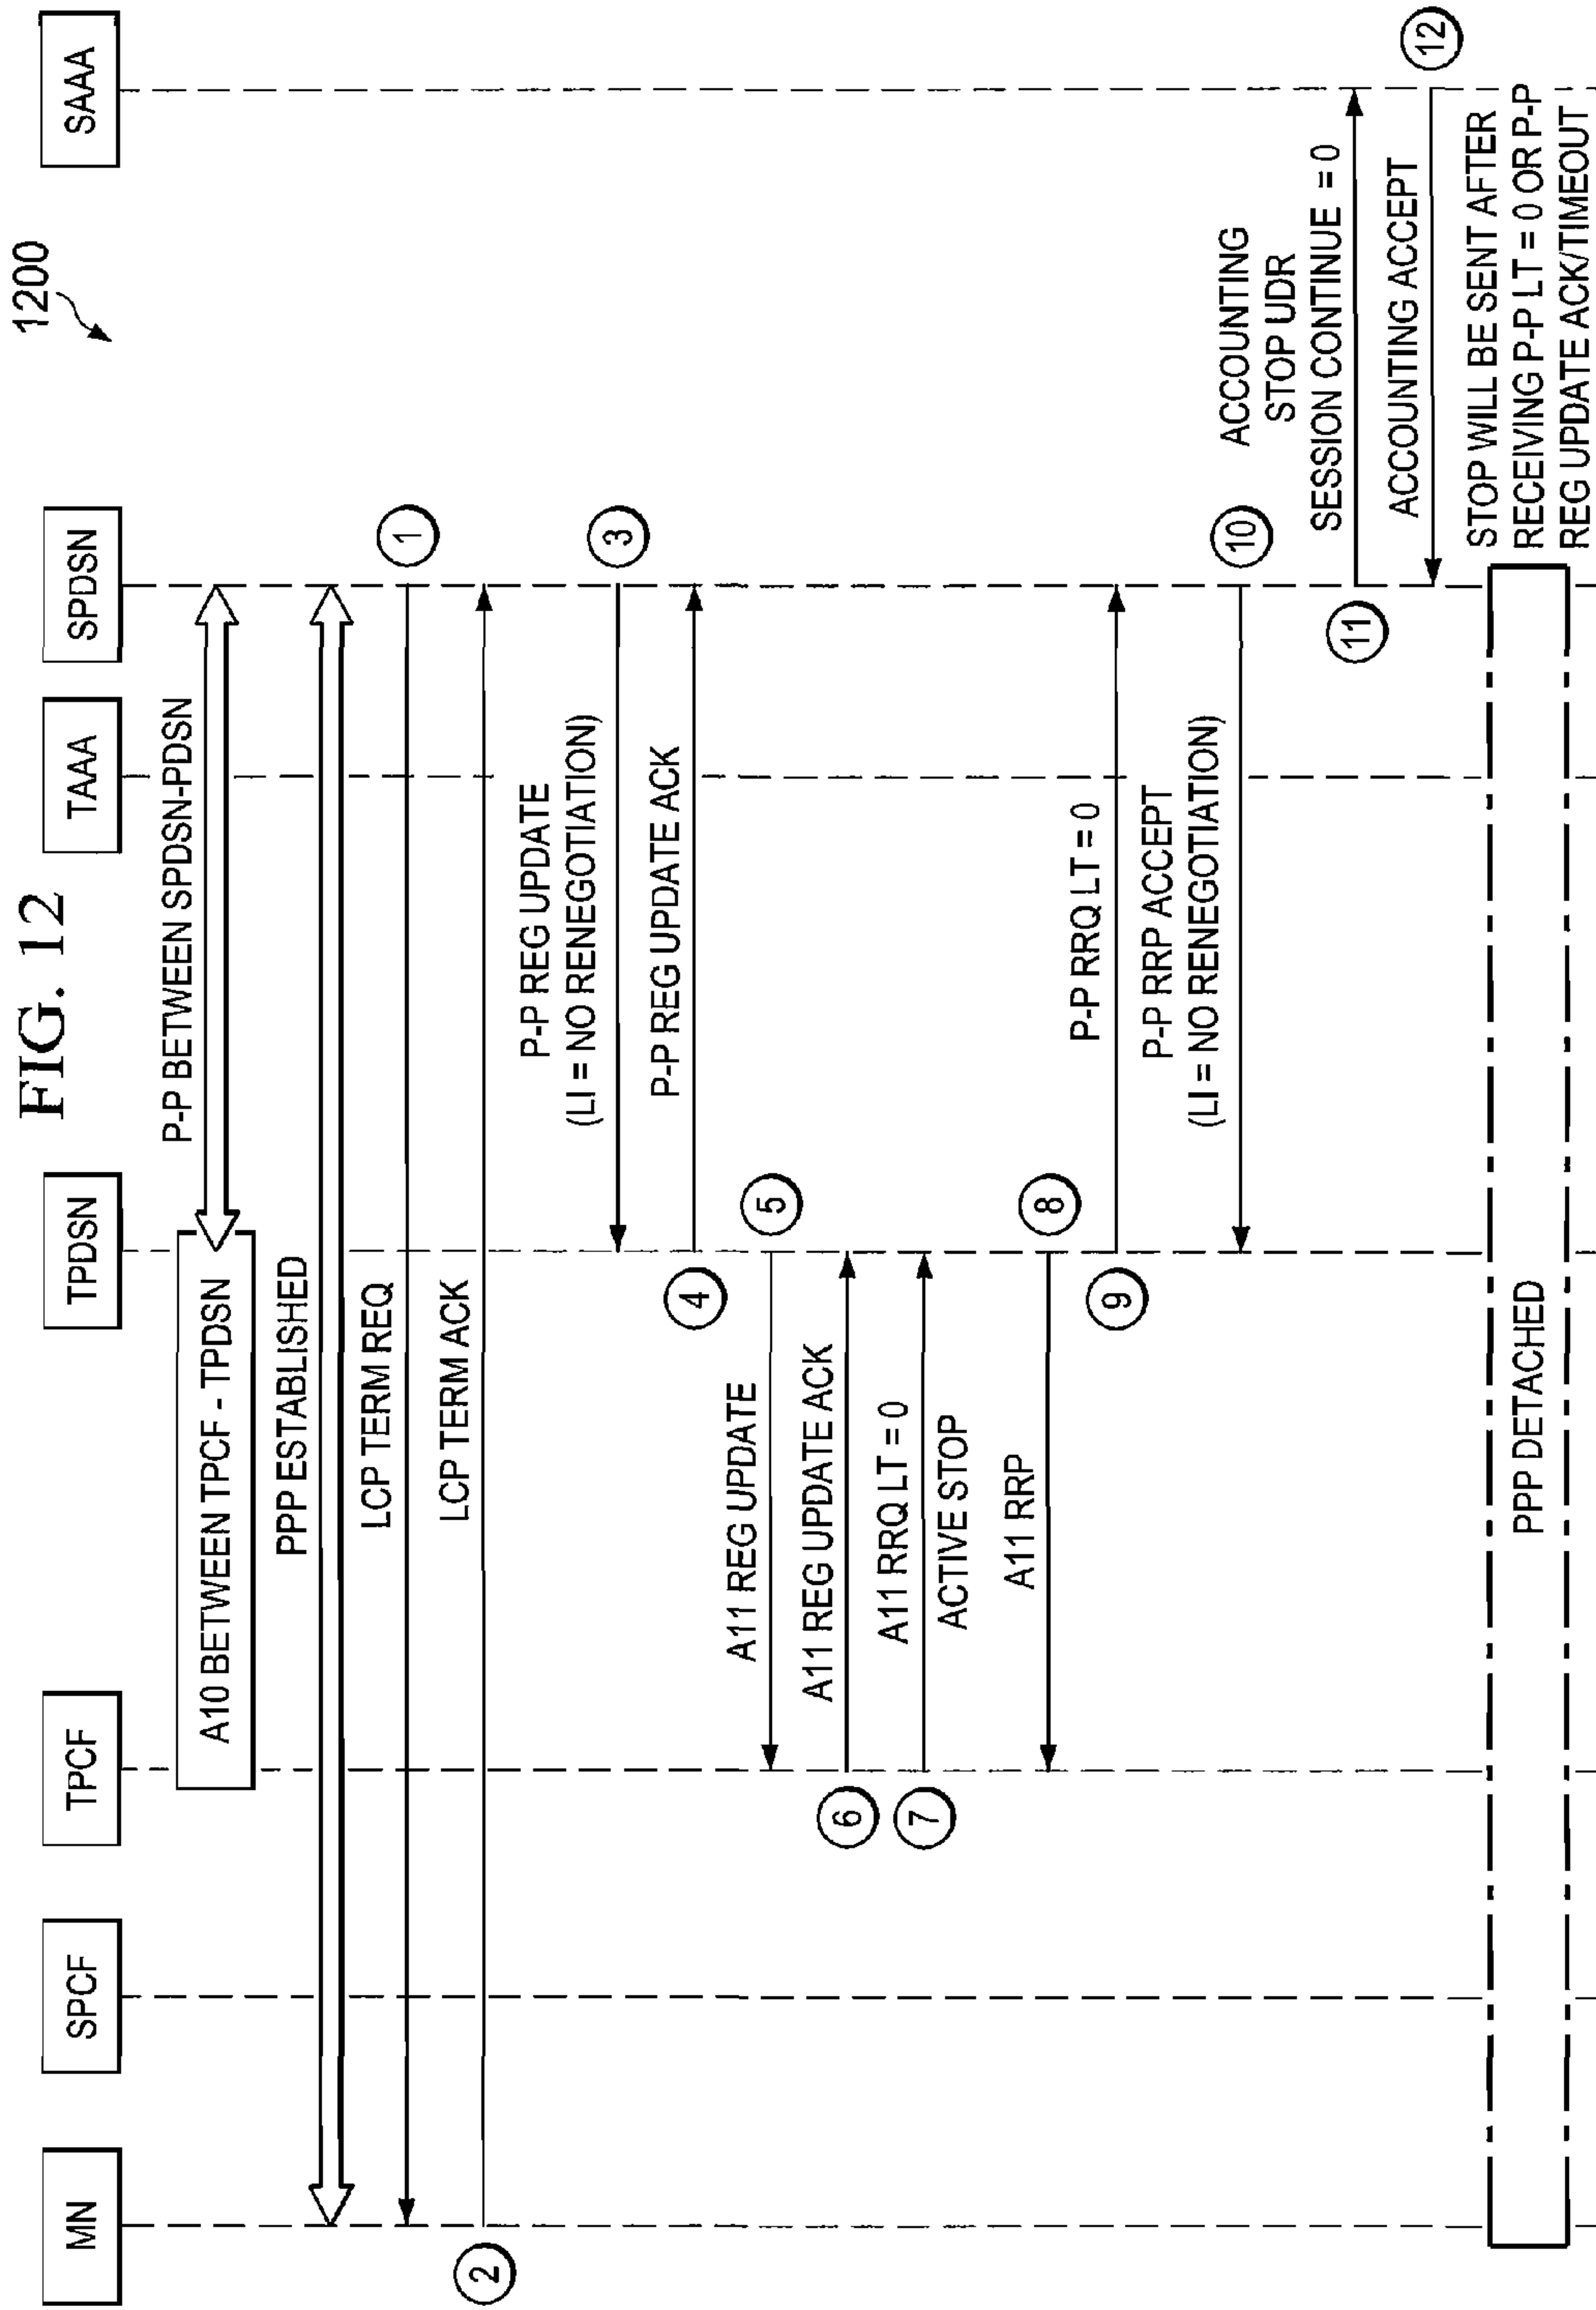 FIG. 12
1200
MN
SPCF
TPCF
TPDSN
TAAA
SPDSN
SAAA
A10 BETWEEN TPCF - TPDSN
P-P BETWEEN SPDSN-PDSN
PPP ESTABLISHED
LCP TERM REQ
1
LCP TERM ACK
2
P-P REG UPDATE
(LI = NO RENEGOTIATION)
3
P-P REG UPDATE ACK
4
A11 REG UPDATE
5
A11 REG UPDATE ACK
6
A11 RRQ LT = 0
7
ACTIVE STOP
A11 RRP
8
P-P RRQ LT = 0
9
P-P RRP ACCEPT
(LI = NO RENEGOTIATION)
10
ACCOUNTING
STOP UDR
SESSION CONTINUE = 0
11
ACCOUNTING ACCEPT
12
STOP WILL BE SENT AFTER
RECEIVING P-P LT = 0 OR P-P
REG UPDATE ACK/TIMEOUT
PPP DETACHED